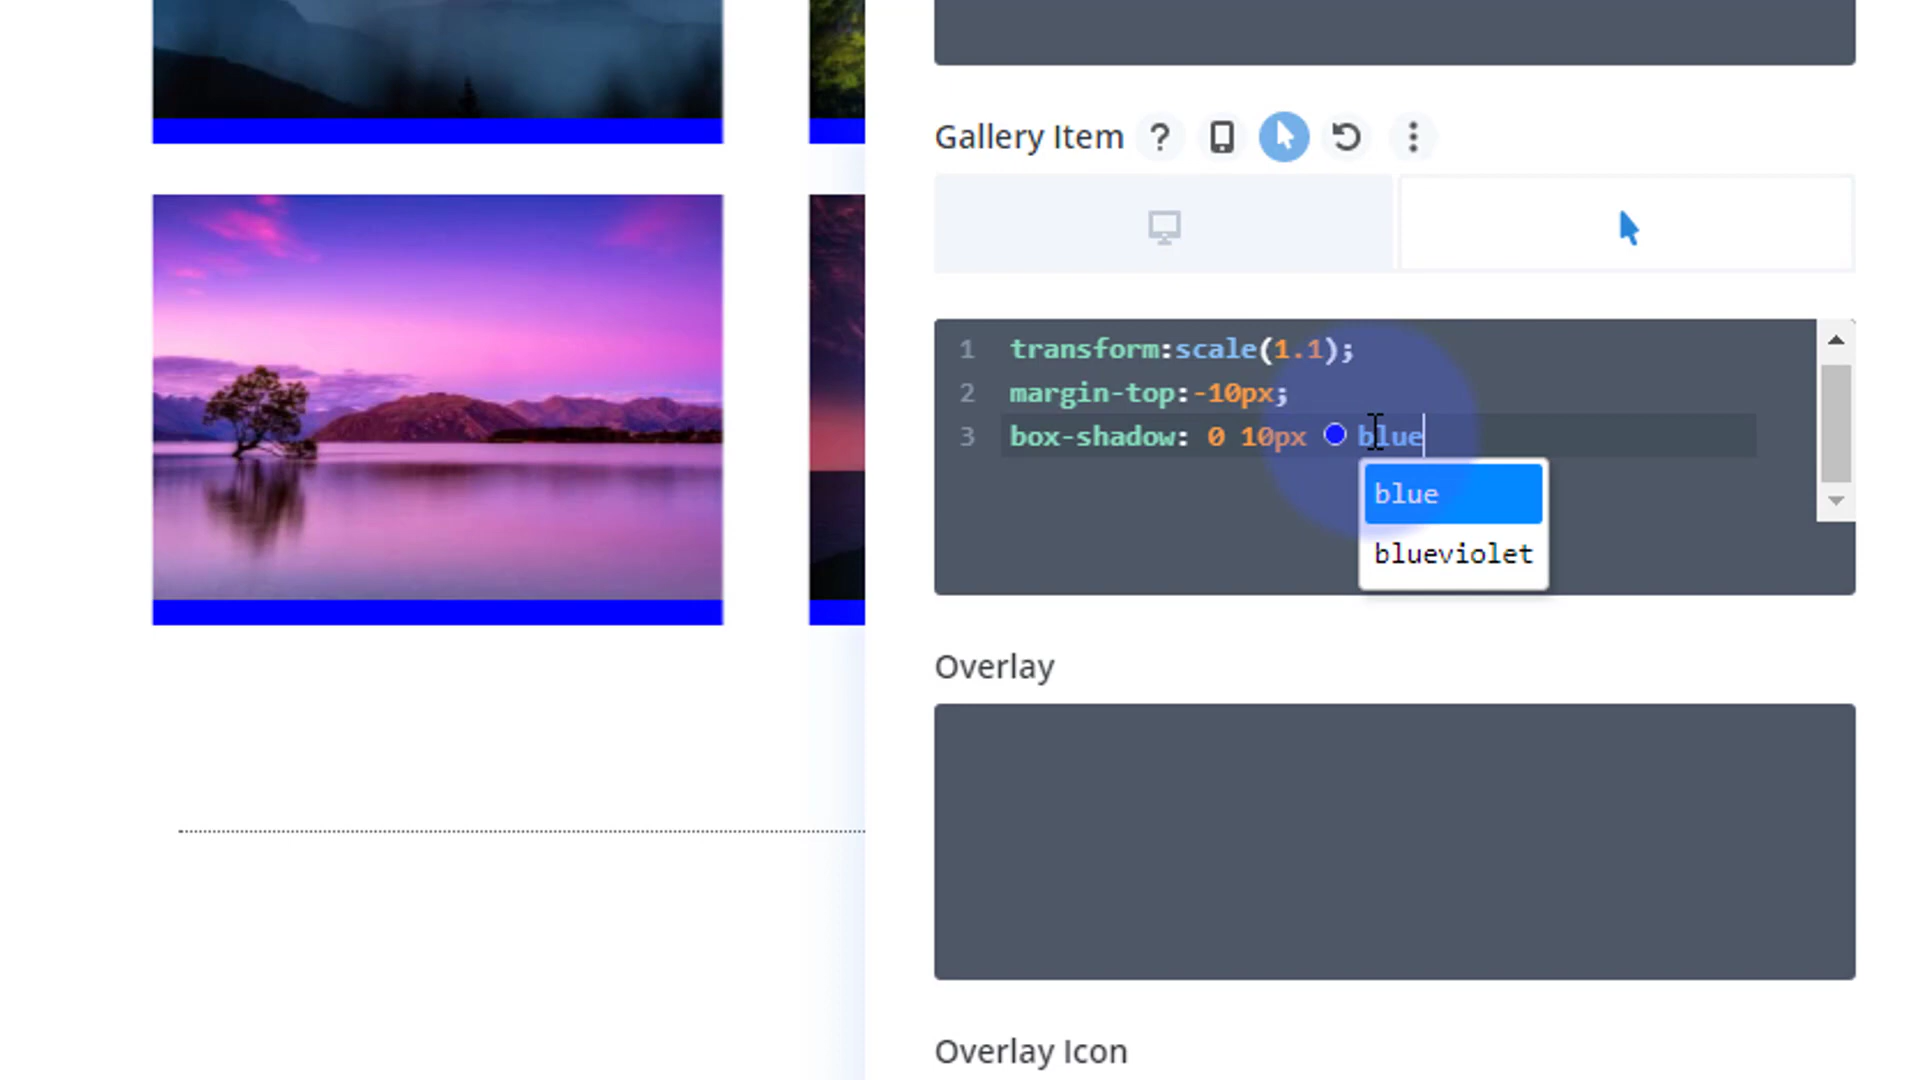 Gallery Item ?
1 transform:scale(1.1);
2 margin-top:-10px;
3 box-shadow: 0 10px blue
blue
blueviolet
Overlay
Overlay Icon